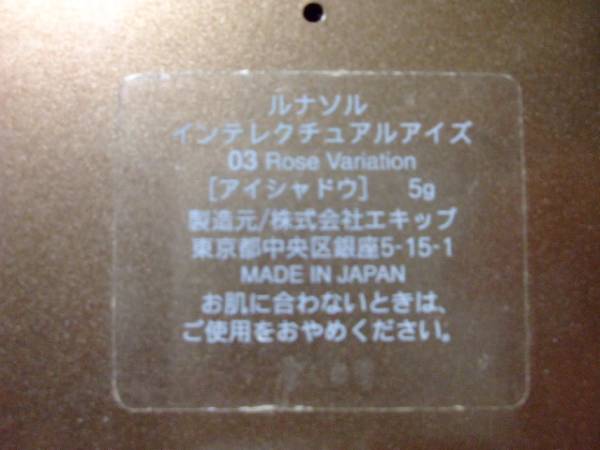 ルナソル
インテレクチュアルアイズ
03 Rose Variation
［アイシャドウ］ 5g
製造元/株式会社エキップ
東京都中央区銀座5-15-1
MADE IN JAPAN
お肌に合わないときは、
ご使用をおやめください。